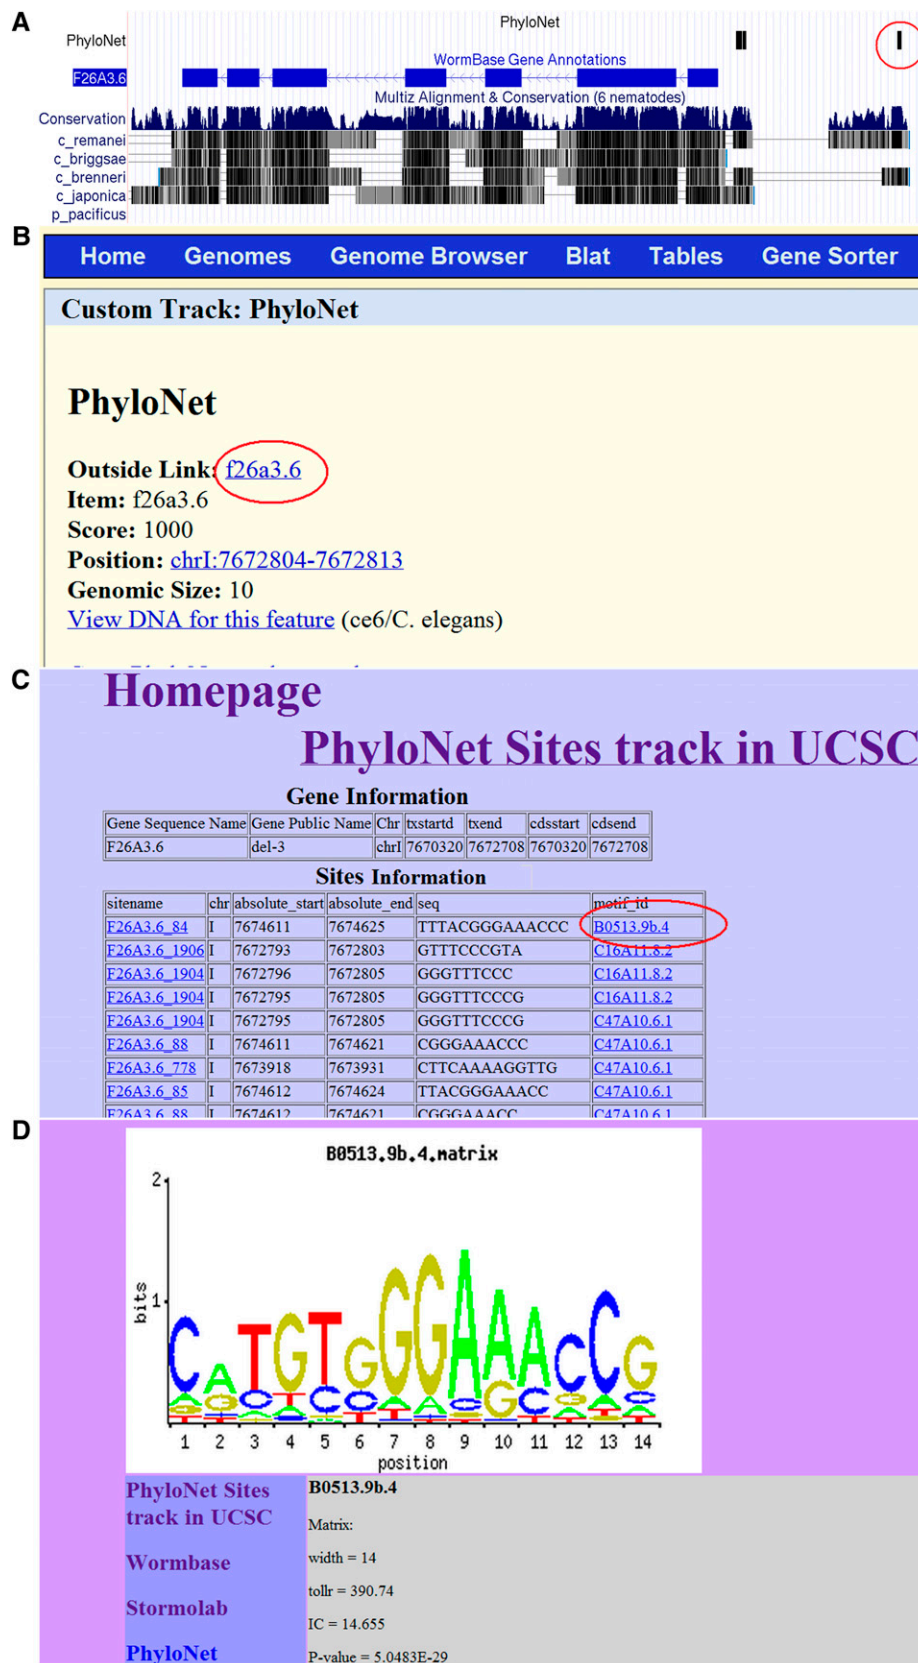 A
PhyloNet
PhyloNet
WormBase Gene Annotations
F26A3.6
Multiz Alignment & Conservation (6 nematodes)
Conservation
c_remanei
c_briggsae
c_brenneri
c_japonica
p_pacificus
B
Home Genomes Genome Browser Blat Tables Gene Sorter
Custom Track: PhyloNet
PhyloNet
Outside Link: f26a3.6
Item: f26a3.6
Score: 1000
Position: chrI:7672804-7672813
Genomic Size: 10
View DNA for this feature (ce6/C. elegans)
C
Homepage
PhyloNet Sites track in UCSC
Gene Information
Gene Sequence Name Gene Public Name Chr txstartd txend cdsstart cdsend
F26A3.6 del-3 chrI 7670320 7672708 7670320 7672708
Sites Information
sitename chr absolute_start absolute_end seq motif_id
F26A3.6_84 I 7674611 7674625 TTTACGGGAAACCC B0513.9b.4
F26A3.6_1906 I 7672793 7672803 GTTTCCCGTA C16A11.8.2
F26A3.6_1904 I 7672796 7672805 GGGTTTCCC C16A11.8.2
F26A3.6_1904 I 7672795 7672805 GGGTTTCCCG C16A11.8.2
F26A3.6_1904 I 7672795 7672805 GGGTTTCCCG C47A10.6.1
F26A3.6_88 I 7674611 7674621 CGGGAAACCC C47A10.6.1
F26A3.6_778 I 7673918 7673931 CTTCAAAAGGTTG C47A10.6.1
F26A3.6_85 I 7674612 7674624 TTACGGGAAACC C47A10.6.1
F26A3.6_88 I 7674612 7674621 CGGGAAACC C47A10.6.1
D
B0513.9b.4.matrix
2
bits
1
CATGTGGGAAACCG
1 2 3 4 5 6 7 8 9 10 11 12 13 14
position
PhyloNet Sites
track in UCSC
Wormbase
Stormolab
PhyloNet
B0513.9b.4
Matrix:
width = 14
tollr = 390.74
IC = 14.655
P-value = 5.0483E-29